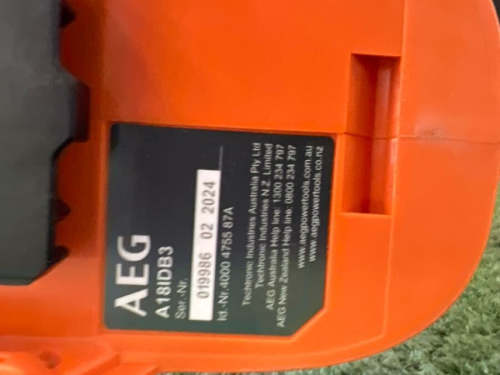 AEG
A18IDB3
Ser.-Nr.
019986 02 2024
Id.-Nr.4000 4755 87A
Techtronic Industries Australia Pty Ltd
Techtronic Industries N.Z. Limited
AEG Australia Help line: 1300 234 797
AEG New Zealand Help line: 0800 234 797
www.aegpowertools.com.au
www.aegpowertools.co.nz